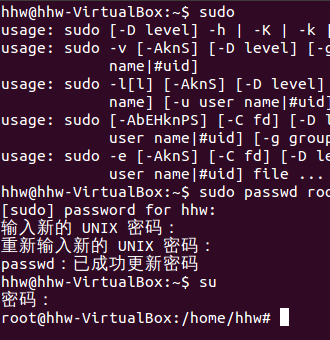 hhw@hhw-VirtualBox:~$ sudo
usage: sudo [-D level] -h | -K | -k |
usage: sudo -v [-AknS] [-D level] [-g
name|#uid]
usage: sudo -l[l] [-AknS] [-D level]
name] [-u user name|#uid]
usage: sudo [-AbEHknPS] [-C fd] [-D l
user name|#uid] [-g group
usage: sudo -e [-AknS] [-C fd] [-D le
user name|#uid] file ...
hhw@hhw-VirtualBox:~$ sudo passwd roo
[sudo] password for hhw:
输入新的 UNIX 密码：
重新输入新的 UNIX 密码：
passwd：已成功更新密码
hhw@hhw-VirtualBox:~$ su
密码：
root@hhw-VirtualBox:/home/hhw#